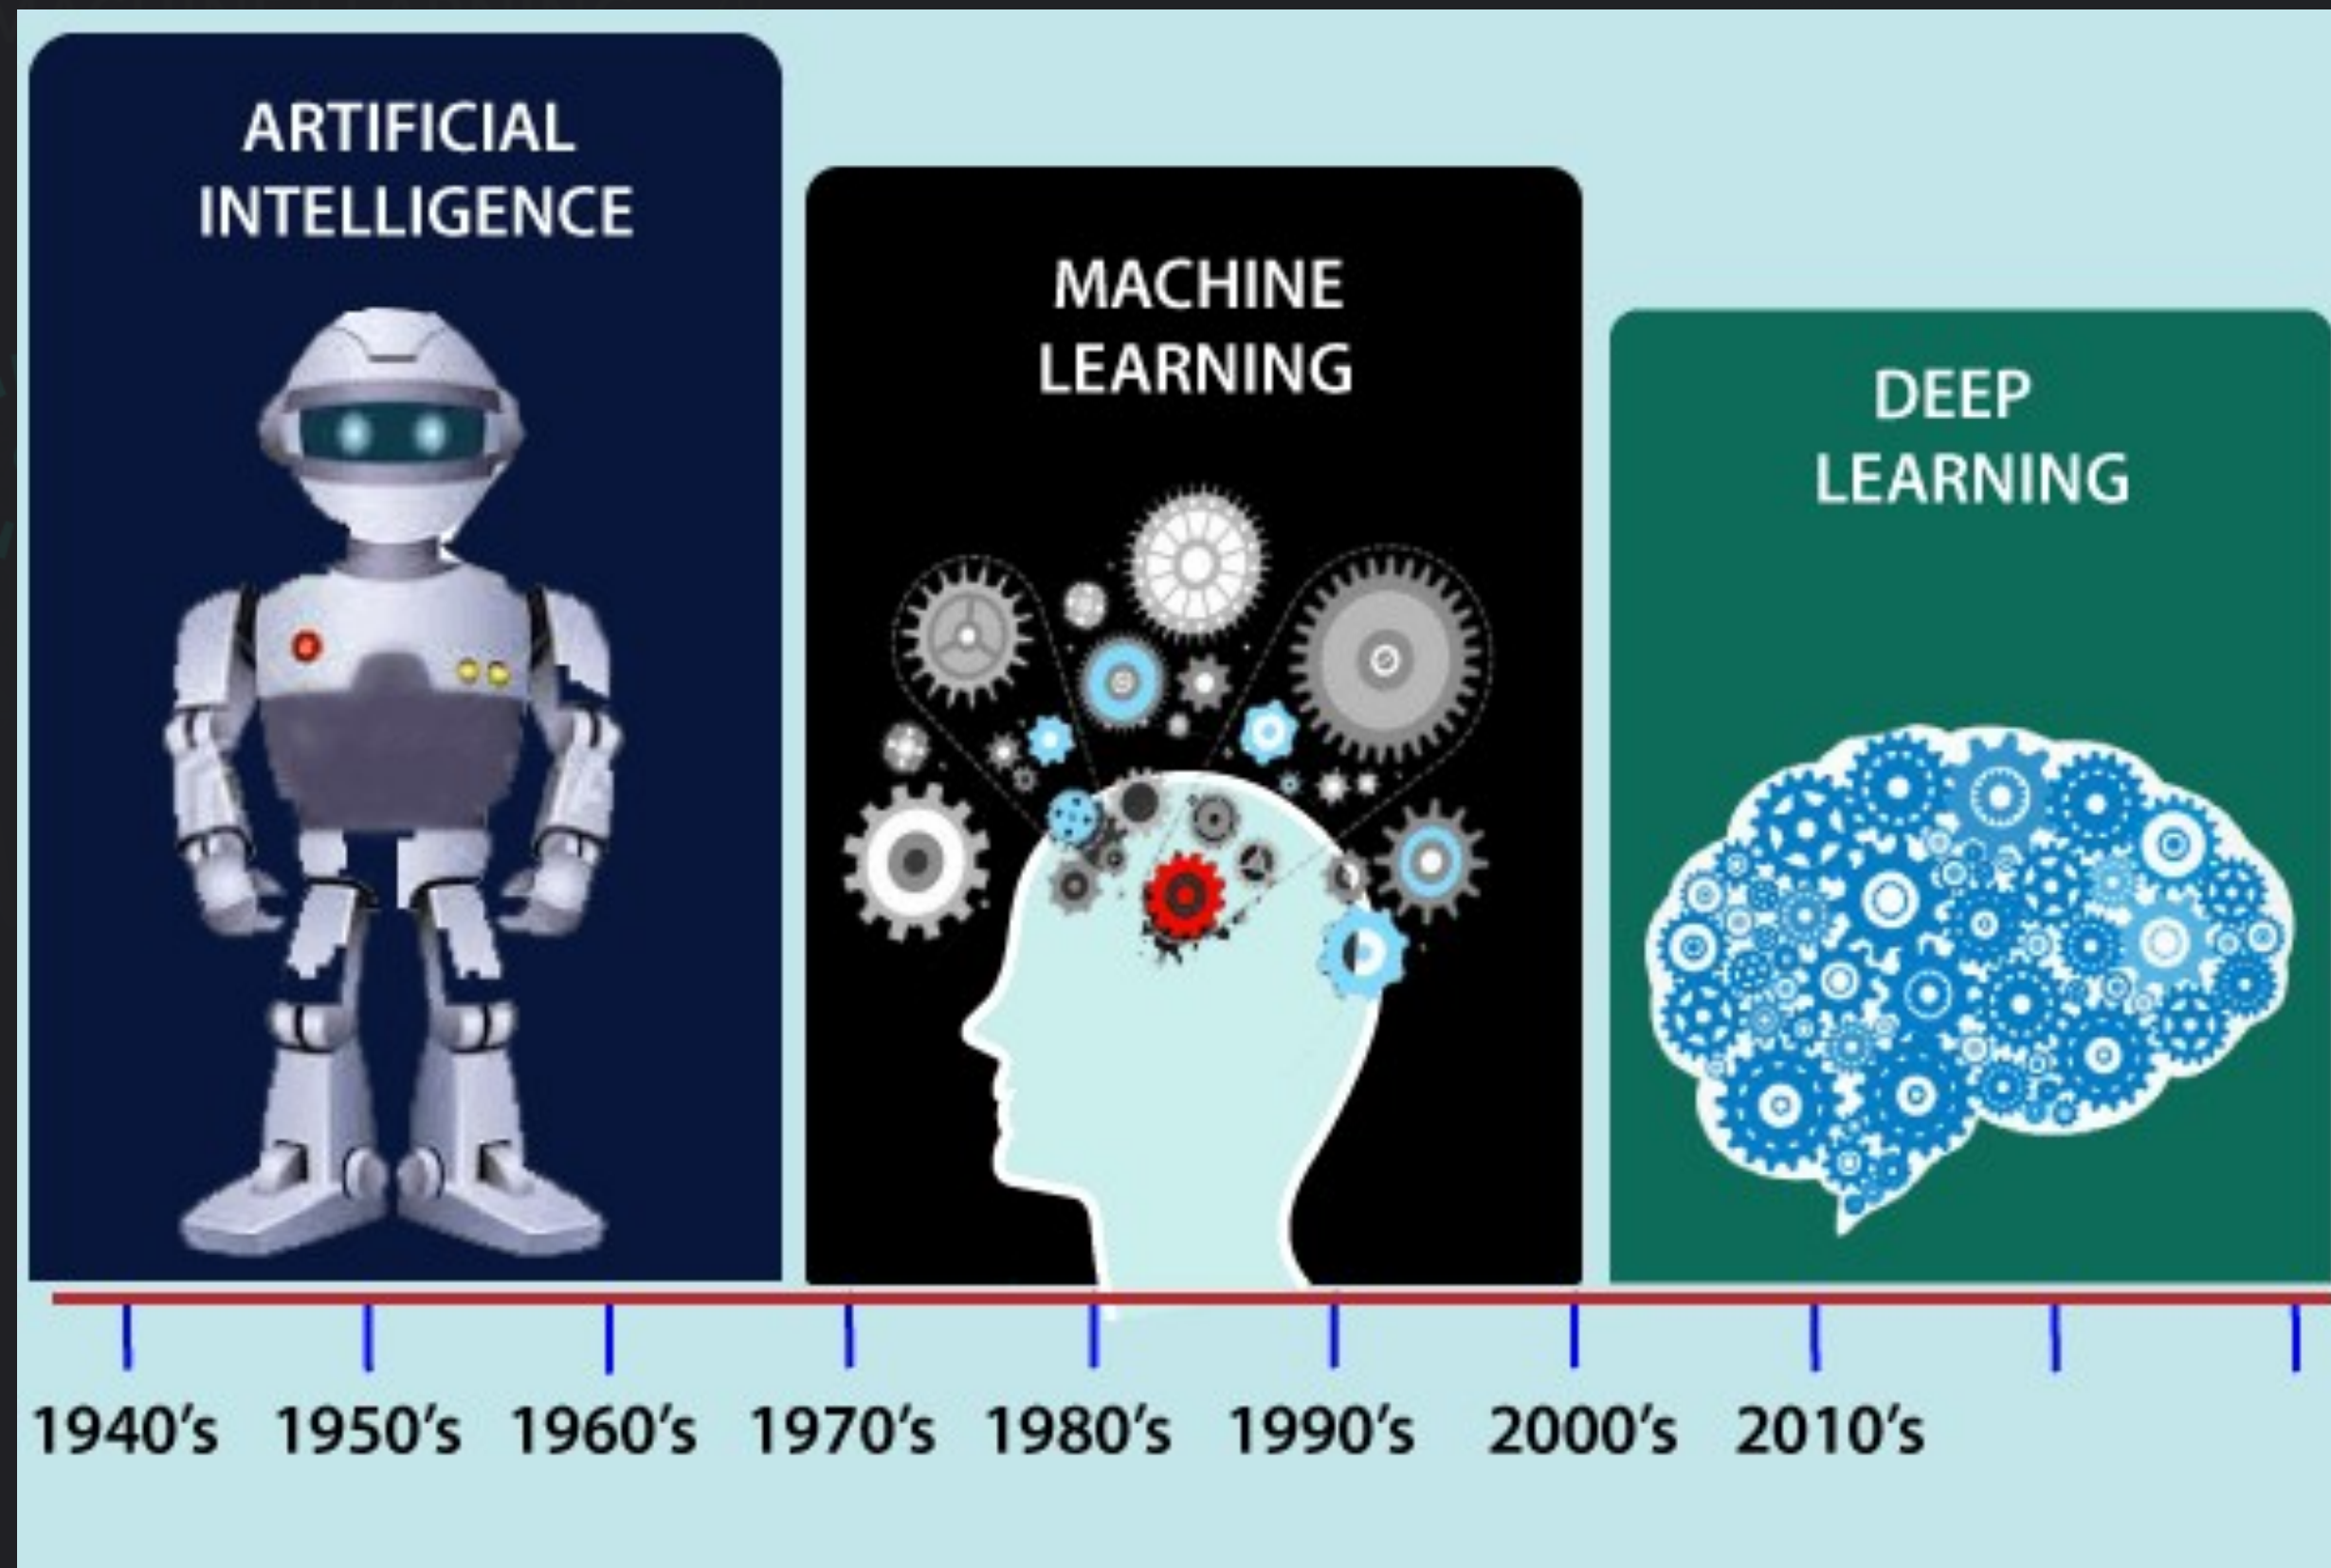 ARTIFICIAL
INTELLIGENCE
MACHINE
LEARNING
DEEP
LEARNING
1940’s 1950’s 1960’s 1970’s 1980’s 1990’s 2000’s 2010’s